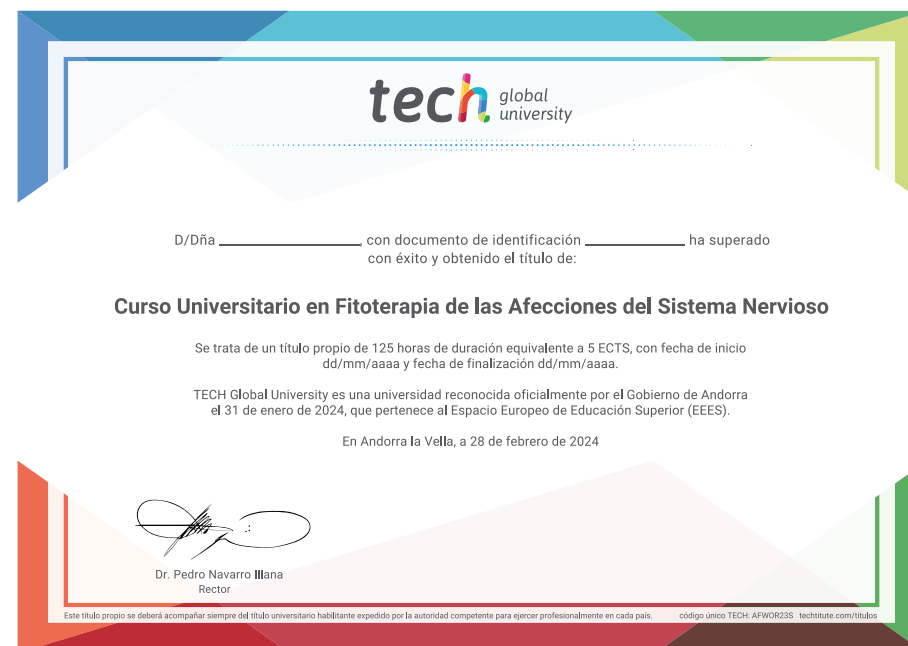 tech global
university
D/Dña ____________________, con documento de identificación ______________ ha superado
con éxito y obtenido el título de:
Curso Universitario en Fitoterapia de las Afecciones del Sistema Nervioso
Se trata de un título propio de 125 horas de duración equivalente a 5 ECTS, con fecha de inicio
dd/mm/aaaa y fecha de finalización dd/mm/aaaa.
TECH Global University es una universidad reconocida oficialmente por el Gobierno de Andorra
el 31 de enero de 2024, que pertenece al Espacio Europeo de Educación Superior (EEES).
En Andorra la Vella, a 28 de febrero de 2024
Dr. Pedro Navarro Illana
Rector
Este título propio se deberá acompañar siempre del título universitario habilitante expedido por la autoridad competente para ejercer profesionalmente en cada país. código único TECH: AFWOR23S techtitute.com/titulos